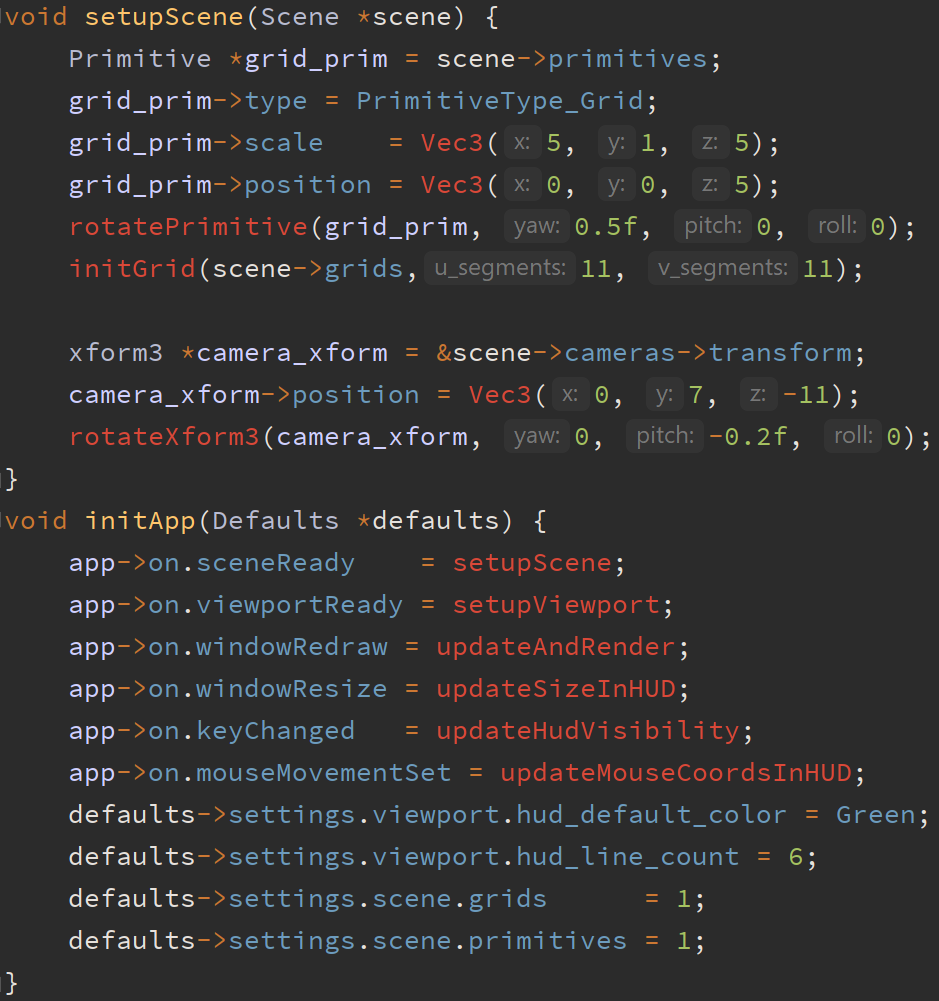 void setupScene(Scene *scene) {
    Primitive *grid_prim = scene->primitives;
    grid_prim->type = PrimitiveType_Grid;
    grid_prim->scale    = Vec3( x: 5,  y: 1,  z: 5);
    grid_prim->position = Vec3( x: 0,  y: 0,  z: 5);
    rotatePrimitive(grid_prim,  yaw: 0.5f,  pitch: 0,  roll: 0);
    initGrid(scene->grids, u_segments: 11,  v_segments: 11);

    xform3 *camera_xform = &scene->cameras->transform;
    camera_xform->position = Vec3( x: 0,  y: 7,  z: -11);
    rotateXform3(camera_xform,  yaw: 0,  pitch: -0.2f,  roll: 0);
}
void initApp(Defaults *defaults) {
    app->on.sceneReady    = setupScene;
    app->on.viewportReady = setupViewport;
    app->on.windowRedraw = updateAndRender;
    app->on.windowResize = updateSizeInHUD;
    app->on.keyChanged   = updateHudVisibility;
    app->on.mouseMovementSet = updateMouseCoordsInHUD;
    defaults->settings.viewport.hud_default_color = Green;
    defaults->settings.viewport.hud_line_count = 6;
    defaults->settings.scene.grids      = 1;
    defaults->settings.scene.primitives = 1;
}